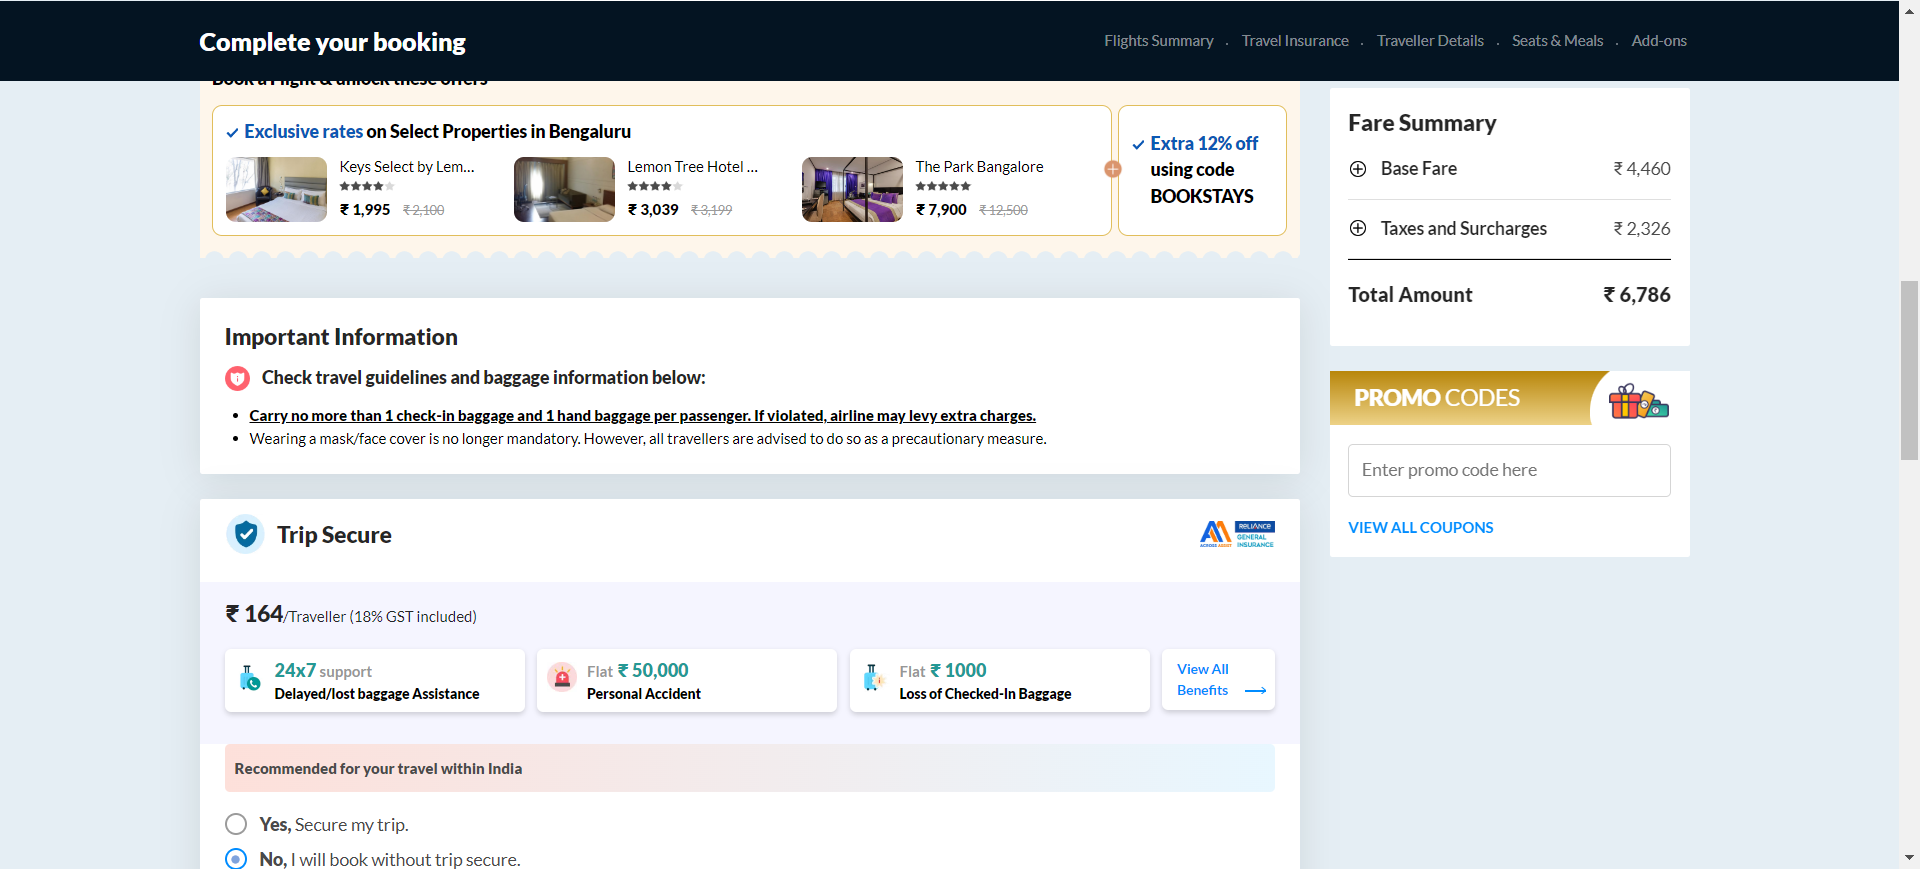 Complete your booking
Flights Summary . Travel Insurance . Traveller Details . Seats & Meals . Add-ons
Book a Flight & unlock these offers
Exclusive rates on Select Properties in Bengaluru
Keys Select by Lem...
₹ 1,995 ₹ 2,100
Lemon Tree Hotel ...
₹ 3,039 ₹ 3,199
The Park Bangalore
₹ 7,900 ₹ 12,500
Extra 12% off
using code
BOOKSTAYS
Important Information
Check travel guidelines and baggage information below:
• Carry no more than 1 check-in baggage and 1 hand baggage per passenger. If violated, airline may levy extra charges.
• Wearing a mask/face cover is no longer mandatory. However, all travellers are advised to do so as a precautionary measure.
Trip Secure
ACROSS ASSIST
RELIANCE
GENERAL
INSURANCE
₹ 164/Traveller (18% GST included)
24x7 support
Delayed/lost baggage Assistance
Flat ₹ 50,000
Personal Accident
Flat ₹ 1000
Loss of Checked-In Baggage
View All
Benefits
Recommended for your travel within India
Yes, Secure my trip.
No, I will book without trip secure.
Fare Summary
Base Fare ₹ 4,460
Taxes and Surcharges ₹ 2,326
Total Amount ₹ 6,786
PROMO CODES
Enter promo code here
VIEW ALL COUPONS